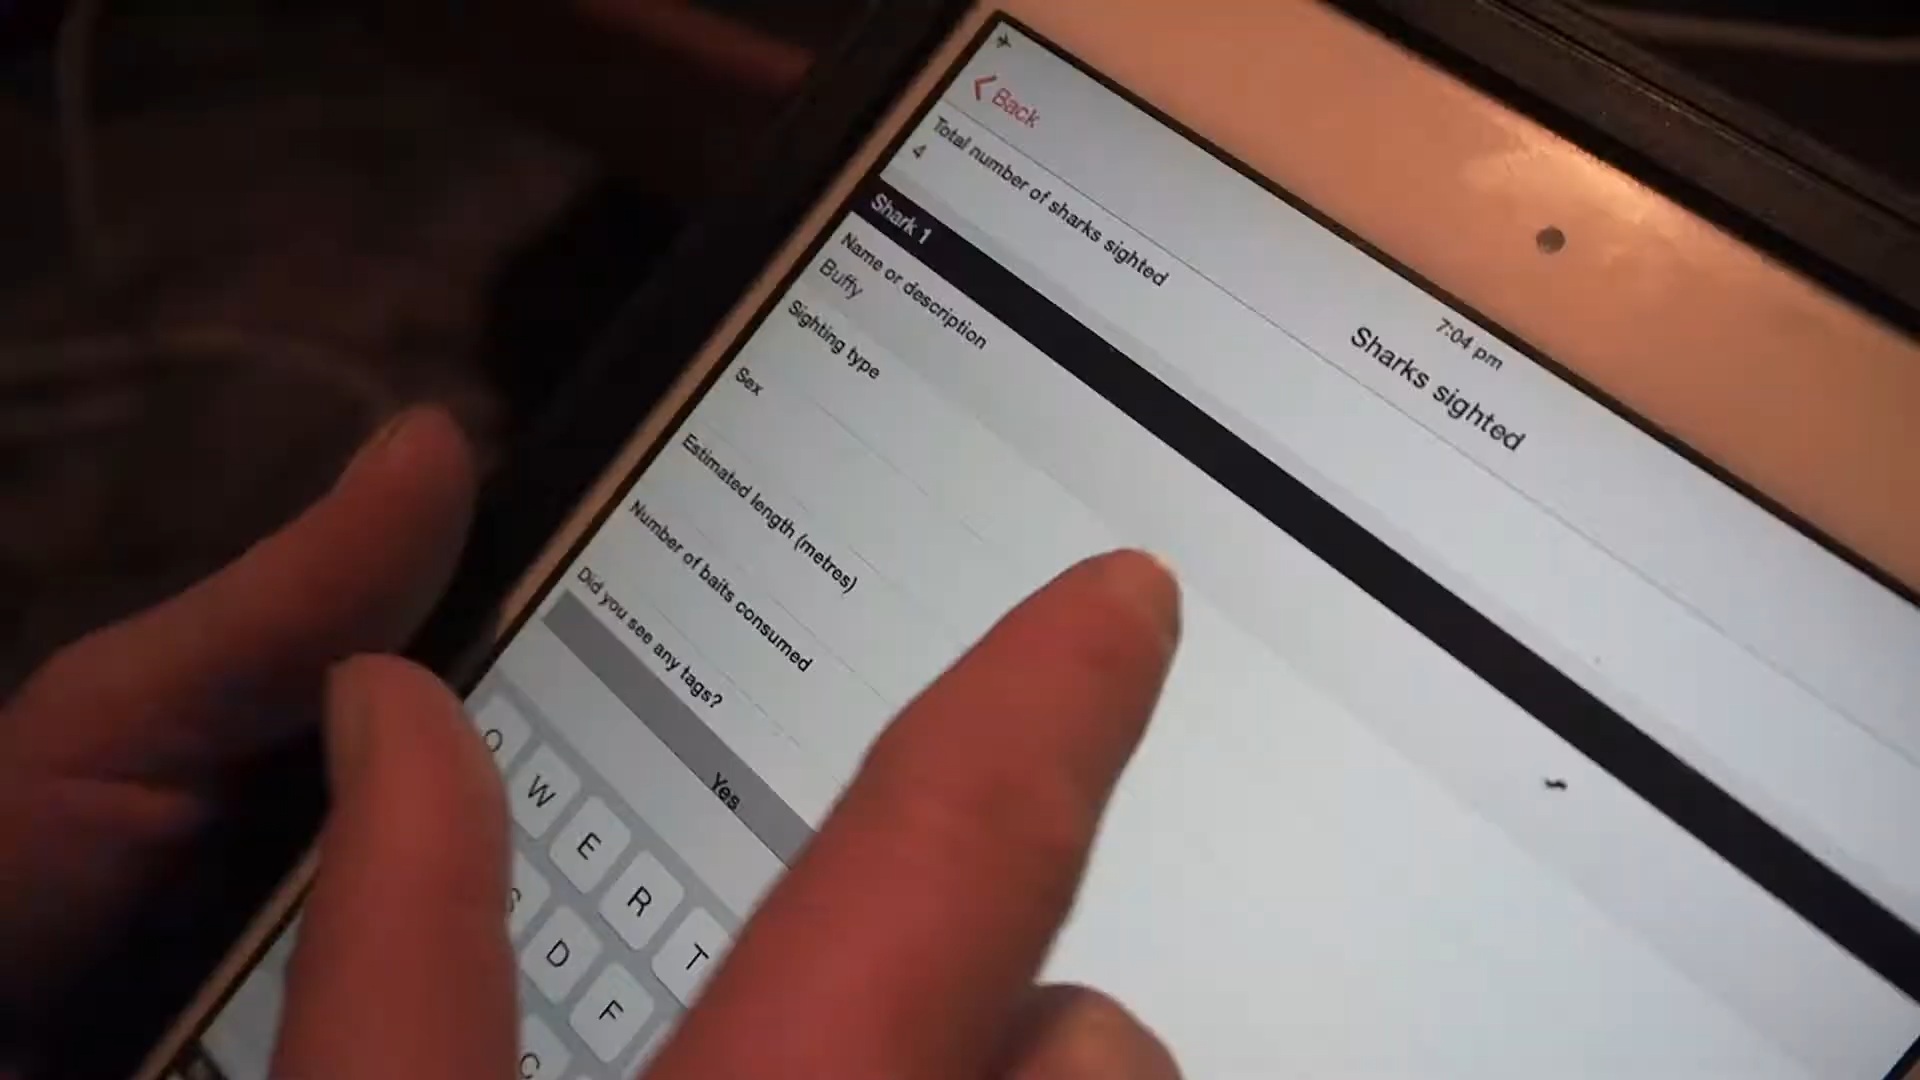 7:04 pm
Back
Sharks sighted
Total number of sharks sighted
4
Shark 1
Name or description
Buffy
Sighting type
Sex
Estimated length (metres)
Number of baits consumed
Did you see any tags?
Yes
Q W E R T
S D F
C